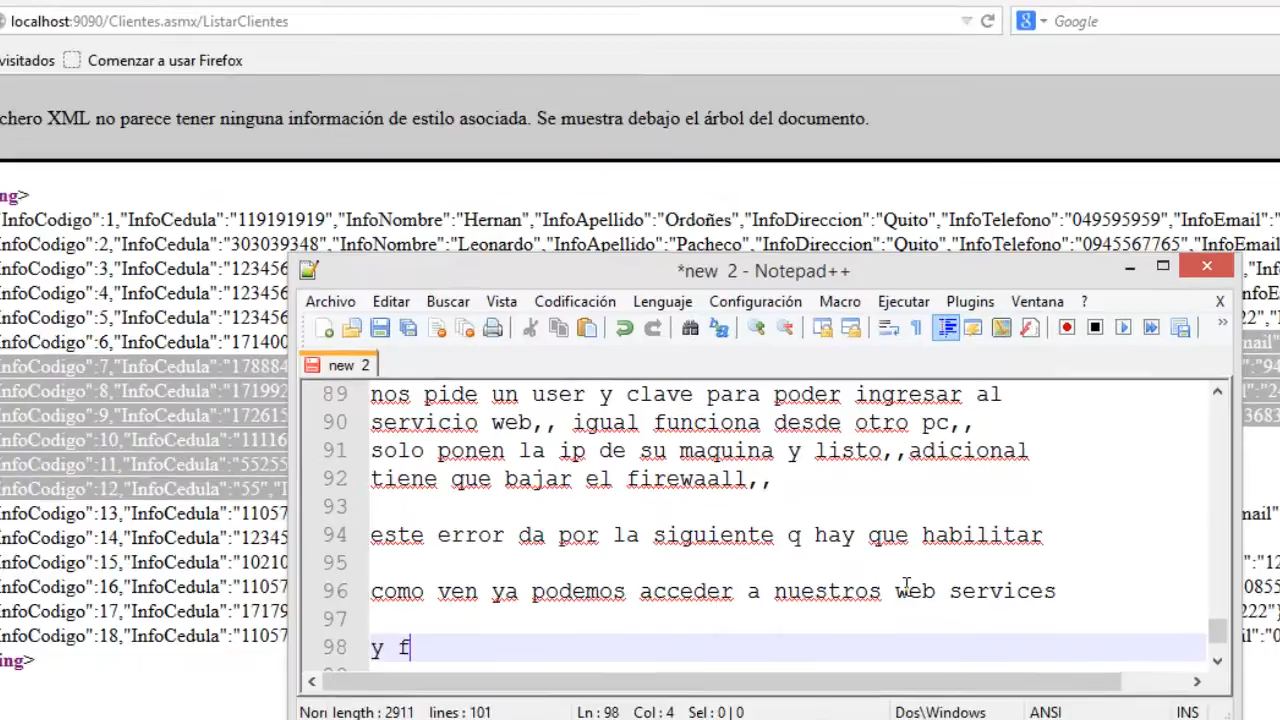 localhost:9090/Clientes.asmx/ListarClientes
Google
visitados Comenzar a usar Firefox
chero XML no parece tener ninguna información de estilo asociada. Se muestra debajo el árbol del documento.
ng>
"InfoCodigo":1,"InfoCedula":"119191919","InfoNombre":"Hernan","InfoApellido":"Ordoñes","InfoDireccion":"Quito","InfoTelefono":"049595959","InfoEmail":"
"InfoCodigo":2,"InfoCedula":"303039348","InfoNombre":"Leonardo","InfoApellido":"Pacheco","InfoDireccion":"Quito","InfoTelefono":"0945567765","InfoEmail
InfoCodigo":3,"InfoCedula":"123456
InfoCodigo":4,"InfoCedula":"123456
InfoCodigo":5,"InfoCedula":"123456
InfoCodigo":6,"InfoCedula":"171400
InfoCodigo":7,"InfoCedula":"178884
InfoCodigo":8,"InfoCedula":"171992
InfoCodigo":9,"InfoCedula":"172615
InfoCodigo":10,"InfoCedula":"11116
InfoCodigo":11,"InfoCedula":"55255
InfoCodigo":12,"InfoCedula":"55","
InfoCodigo":13,"InfoCedula":"11057
InfoCodigo":14,"InfoCedula":"12345
InfoCodigo":15,"InfoCedula":"10210
InfoCodigo":16,"InfoCedula":"11057
InfoCodigo":17,"InfoCedula":"17179
InfoCodigo":18,"InfoCedula":"11057
ing>
*new 2 - Notepad++
Archivo Editar Buscar Vista Codificación Lenguaje Configuración Macro Ejecutar Plugins Ventana ? X
new 2
89 nos pide un user y clave para poder ingresar al
90 servicio web,, igual funciona desde otro pc,,
91 solo ponen la ip de su maquina y listo,,adicional
92 tiene que bajar el firewaall,,
93
94 este error da por la siguiente q hay que habilitar
95
96 como ven ya podemos acceder a nuestros web services
97
98 y f
length : 2911 lines : 101 Ln : 98 Col : 4 Sel : 0 | 0 Dos\Windows ANSI INS